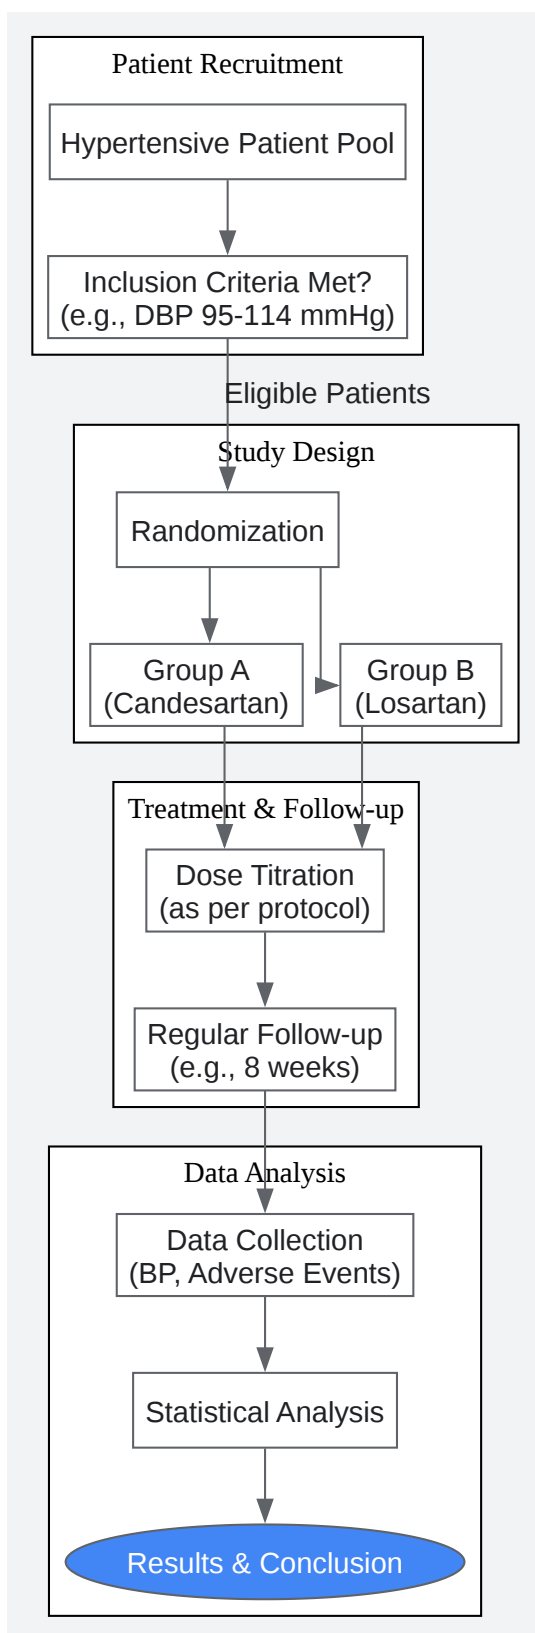 Patient Recruitment
Hypertensive Patient Pool
Inclusion Criteria Met?
(e.g., DBP 95-114 mmHg)
Eligible Patients
Study Design
Randomization
Group A
(Candesartan)
Group B
(Losartan)
Treatment & Follow-up
Dose Titration
(as per protocol)
Regular Follow-up
(e.g., 8 weeks)
Data Analysis
Data Collection
(BP, Adverse Events)
Statistical Analysis
Results & Conclusion